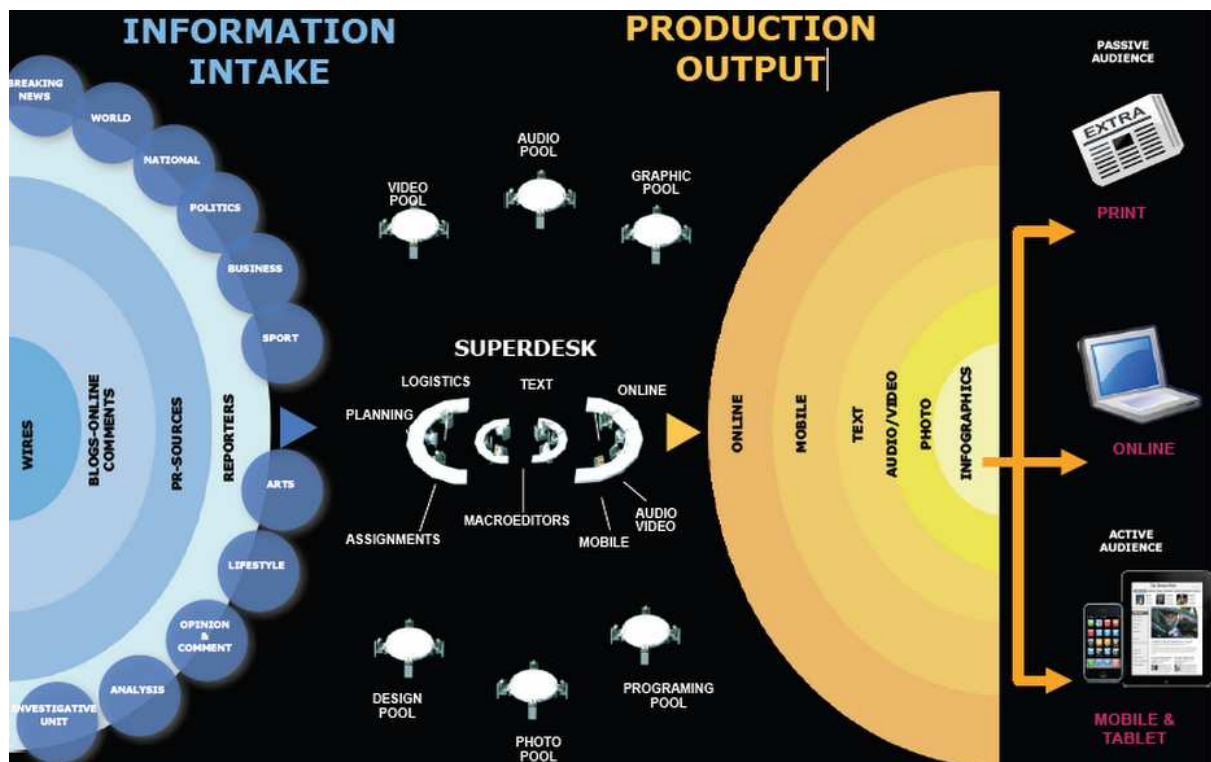 INFORMATION
INTAKE
PRODUCTION
OUTPUT
PASSIVE
AUDIENCE
BREAKING
NEWS
WORLD
NATIONAL
POLITICS
BUSINESS
SPORT
ARTS
LIFESTYLE
OPINION
&
COMMENT
ANALYSIS
INVESTIGATIVE
UNIT
WIRES
BLOGS-ONLINE
COMMENTS
PR-SOURCES
REPORTERS
VIDEO
POOL
AUDIO
POOL
GRAPHIC
POOL
SUPERDESK
LOGISTICS
TEXT
ONLINE
PLANNING
ASSIGNMENTS
MACROEDITORS
MOBILE
AUDIO
VIDEO
DESIGN
POOL
PHOTO
POOL
PROGRAMING
POOL
ONLINE
MOBILE
TEXT
AUDIO/VIDEO
PHOTO
INFOGRAPHICS
EXTRA
PRINT
ONLINE
ACTIVE
AUDIENCE
MOBILE &
TABLET